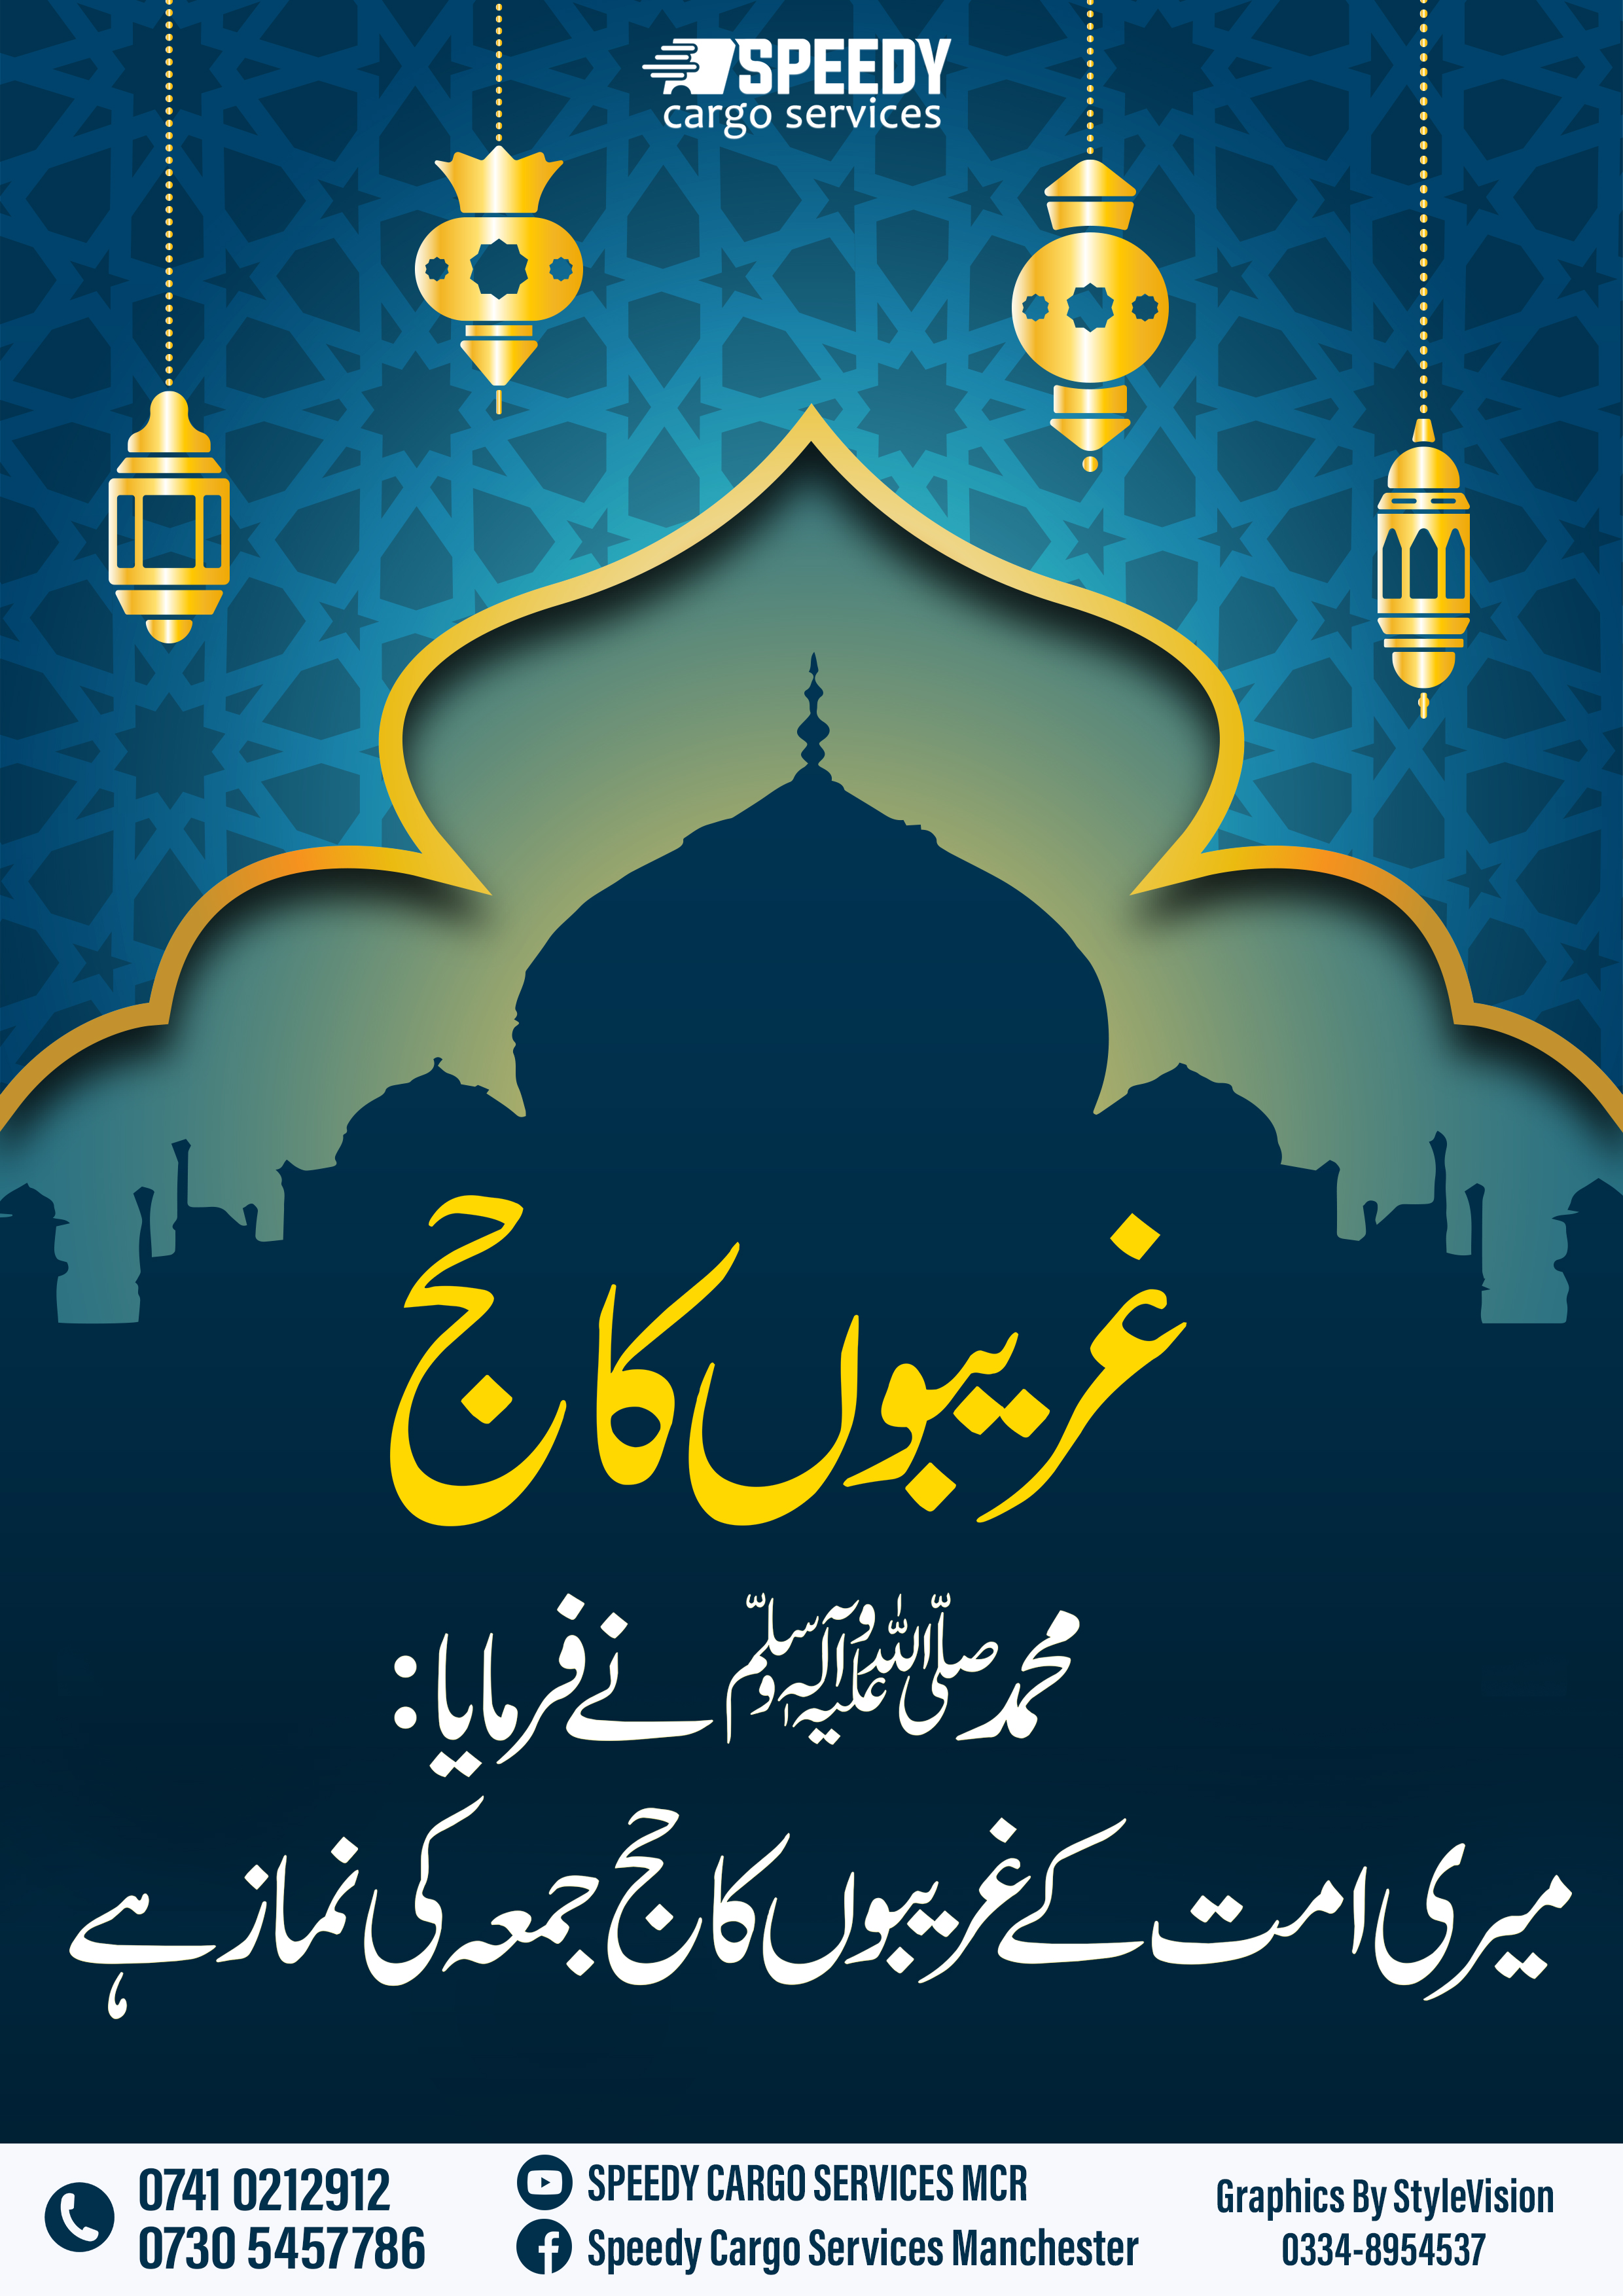 SPEEDY
cargo services
غریبوں کا حج
محمد صلی اللہ علیہ وآلہ وسلم نے فرمایا:
میری امت کے غریبوں کا حج جمعہ کی نماز ہے
0741 0212912
0730 5457786
SPEEDY CARGO SERVICES MCR
Speedy Cargo Services Manchester
Graphics By StyleVision
0334-8954537